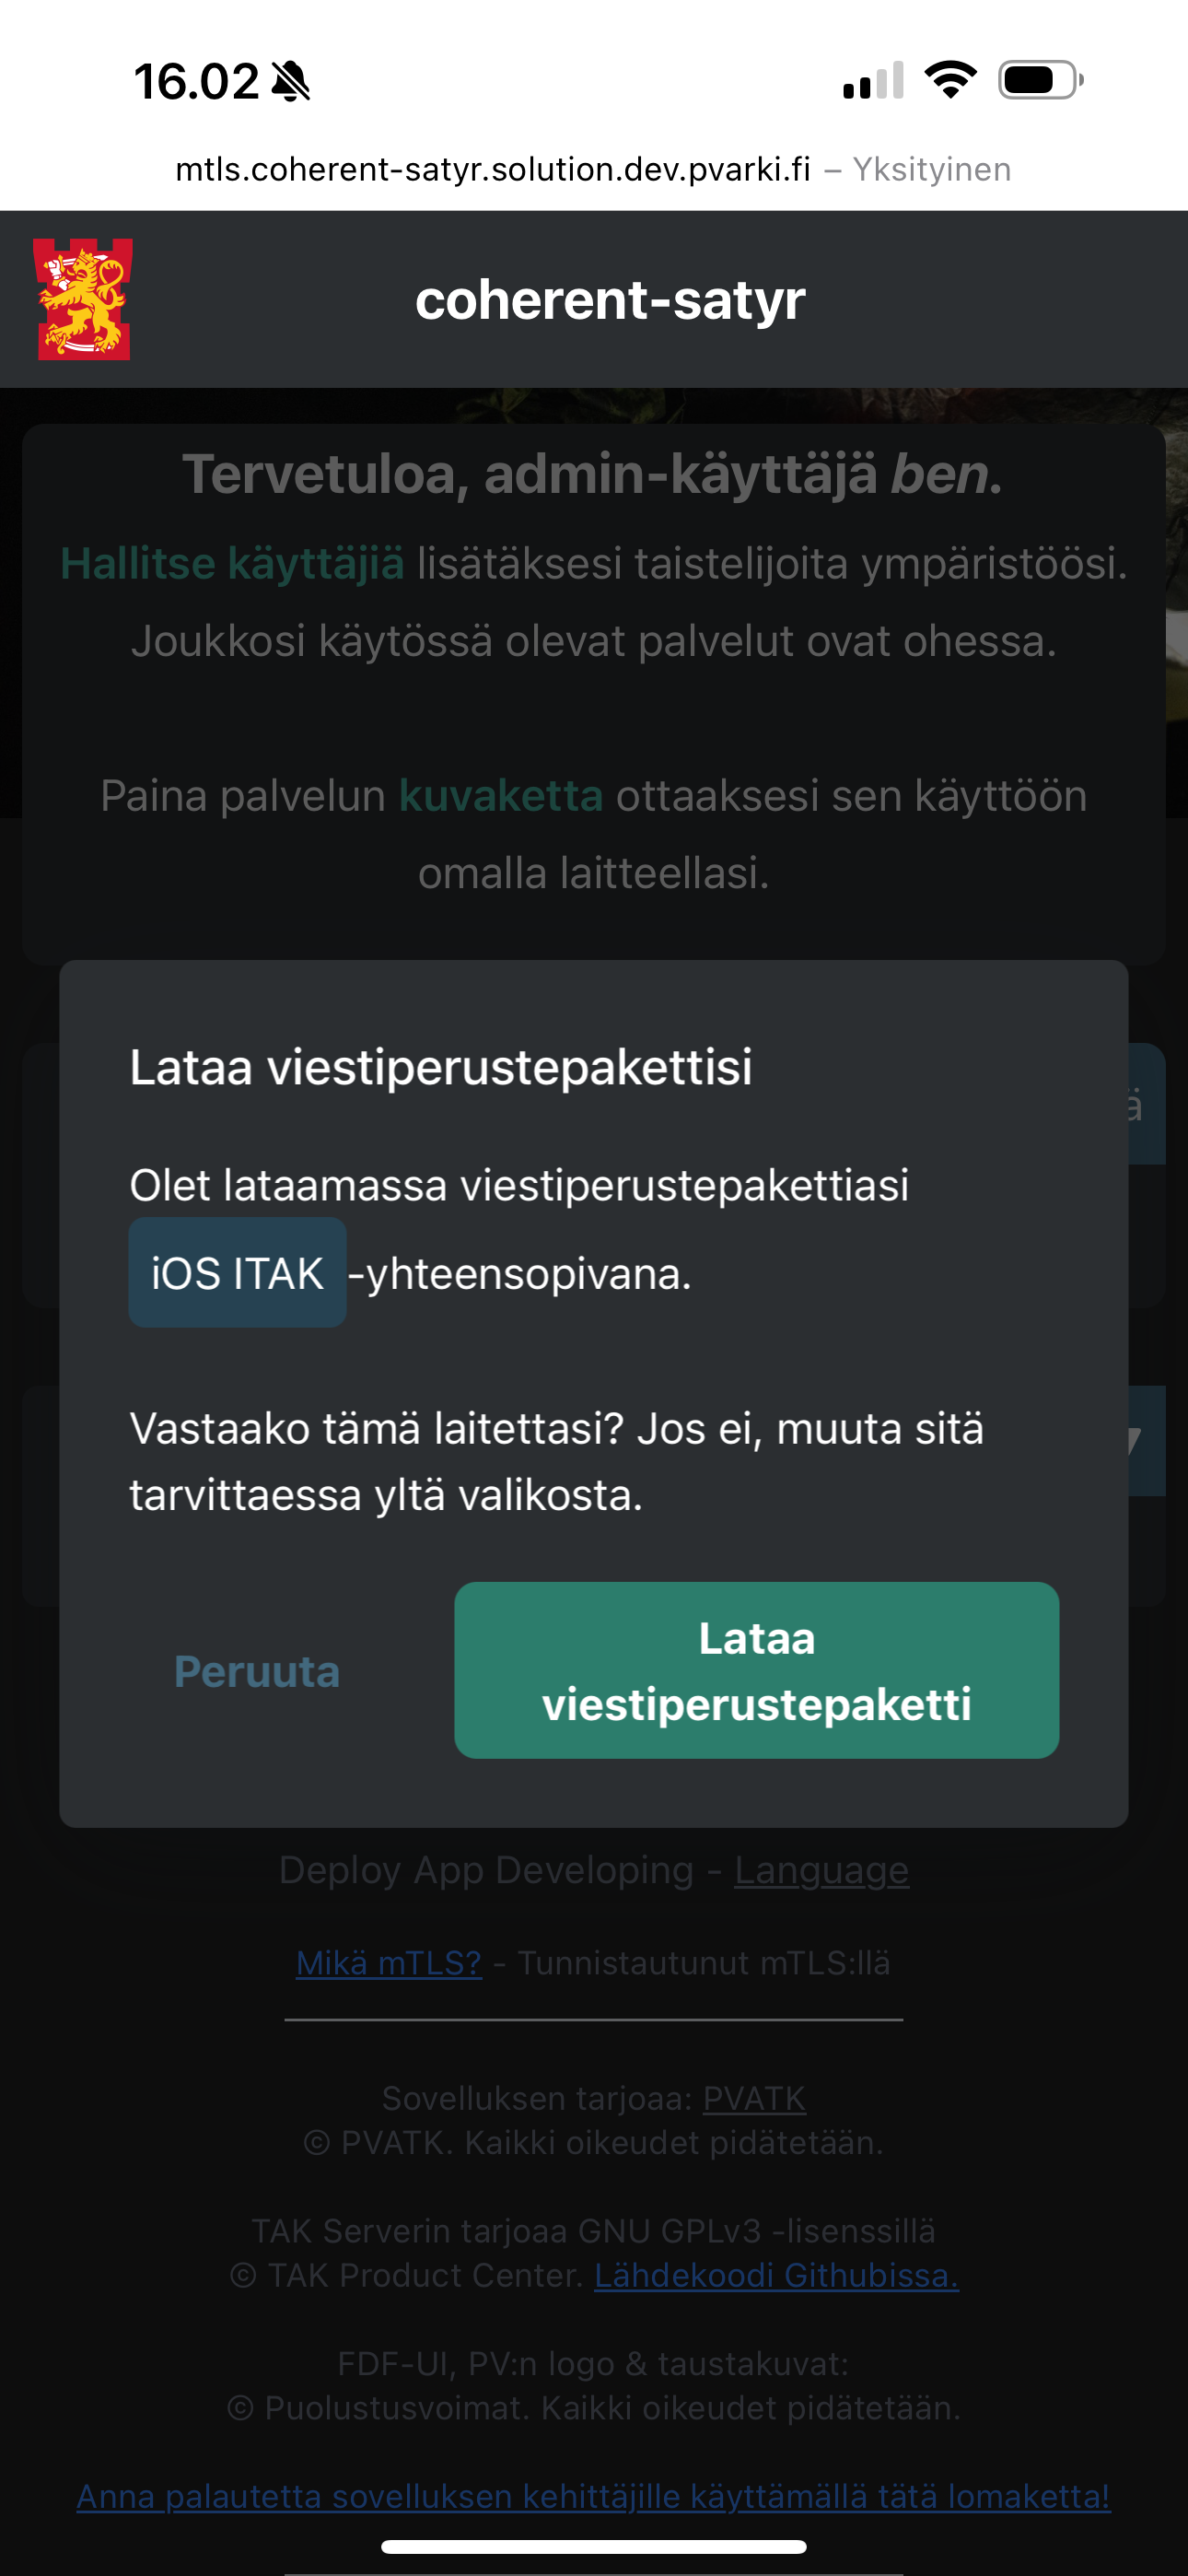 16.02
mtls.coherent-satyr.solution.dev.pvarki.fi – Yksityinen
coherent-satyr
Tervetuloa, admin-käyttäjä ben.
Hallitse käyttäjiä lisätäksesi taistelijoita ympäristöösi.
Joukkosi käytössä olevat palvelut ovat ohessa.
Paina palvelun kuvaketta ottaaksesi sen käyttöön
omalla laitteellasi.
ä
Lataa viestiperustepakettisi
Olet lataamassa viestiperustepakettiasi
iOS ITAK -yhteensopivana.
Vastaako tämä laitettasi? Jos ei, muuta sitä
tarvittaessa yltä valikosta.
Peruuta
Lataa
viestiperustepaketti
Deploy App Developing - Language
Mikä mTLS? - Tunnistautunut mTLS:llä
Sovelluksen tarjoaa: PVATK
© PVATK. Kaikki oikeudet pidätetään.
TAK Serverin tarjoaa GNU GPLv3 -lisenssillä
© TAK Product Center. Lähdekoodi Githubissa.
FDF-UI, PV:n logo & taustakuvat:
© Puolustusvoimat. Kaikki oikeudet pidätetään.
Anna palautetta sovelluksen kehittäjille käyttämällä tätä lomaketta!